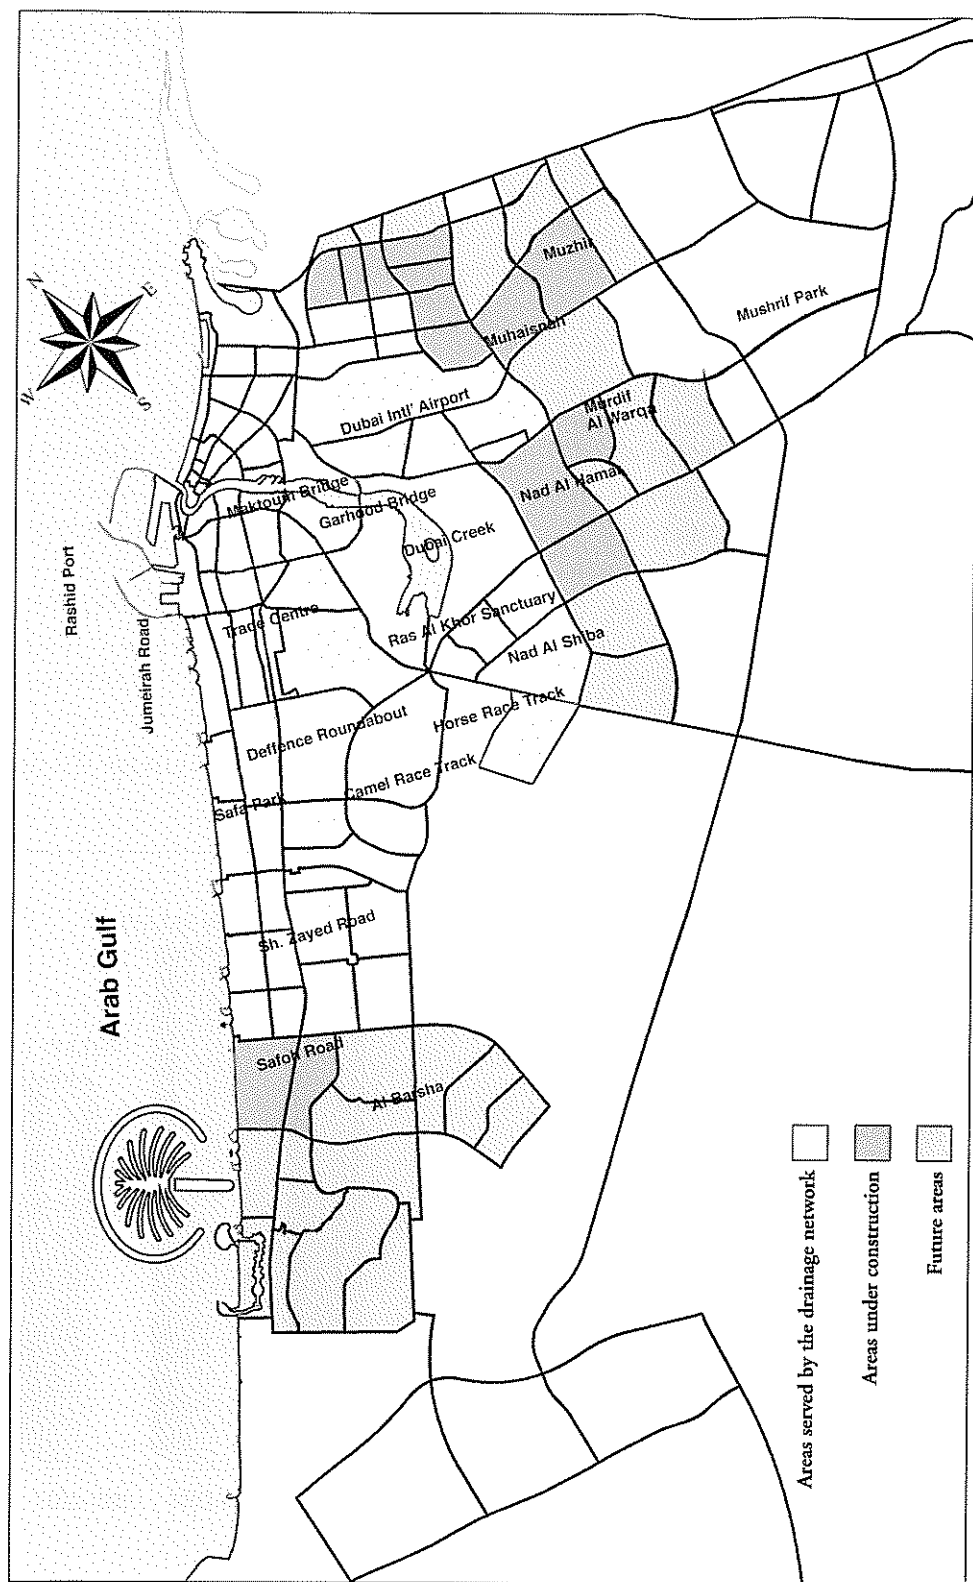 N
E
W
S
Rashid Port
Jumeirah Road
Arab Gulf
Muzhir
Muhaisnah
Mushrif Park
Dubai Intl' Airport
Murdif
Al Warqa
Nad Al Hamar
Maktoum Bridge
Garhood Bridge
Dubai Creek
Trade Centre
Ras Al Khor Sanctuary
Nad Al Shiba
Deffence Roundabout
Horse Race Track
Camel Race Track
Safa Park
Sh. Zayed Road
Safoh Road
Al Barsha
Areas served by the drainage network
Areas under construction
Future areas